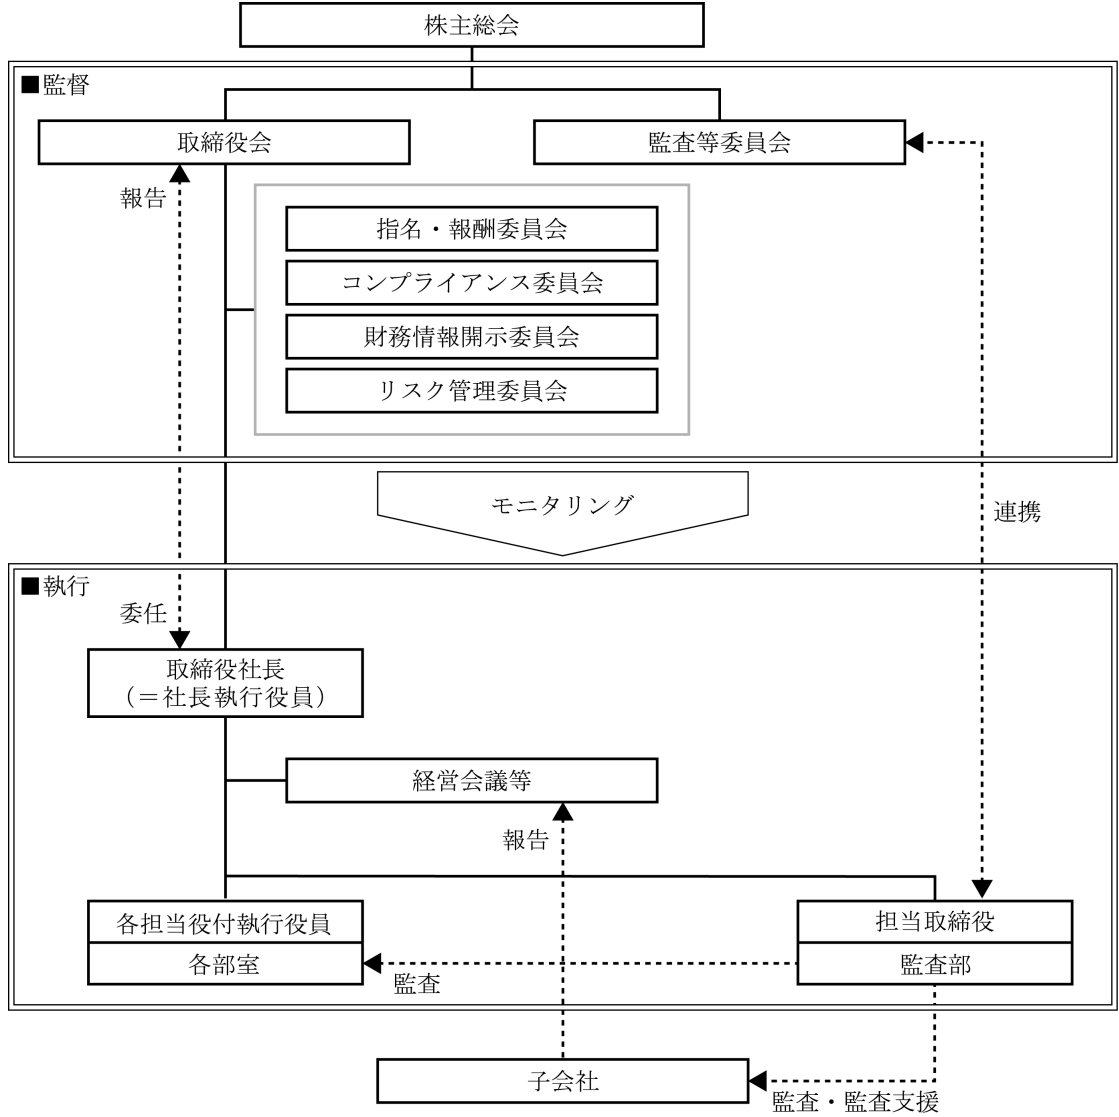 株主総会
■監督
取締役会
監査等委員会
報告
指名・報酬委員会
コンプライアンス委員会
財務情報開示委員会
リスク管理委員会
モニタリング
連携
■執行
委任
取締役社長
（＝社長執行役員）
経営会議等
報告
各担当役付執行役員
各部室
担当取締役
監査部
監査
子会社
監査・監査支援